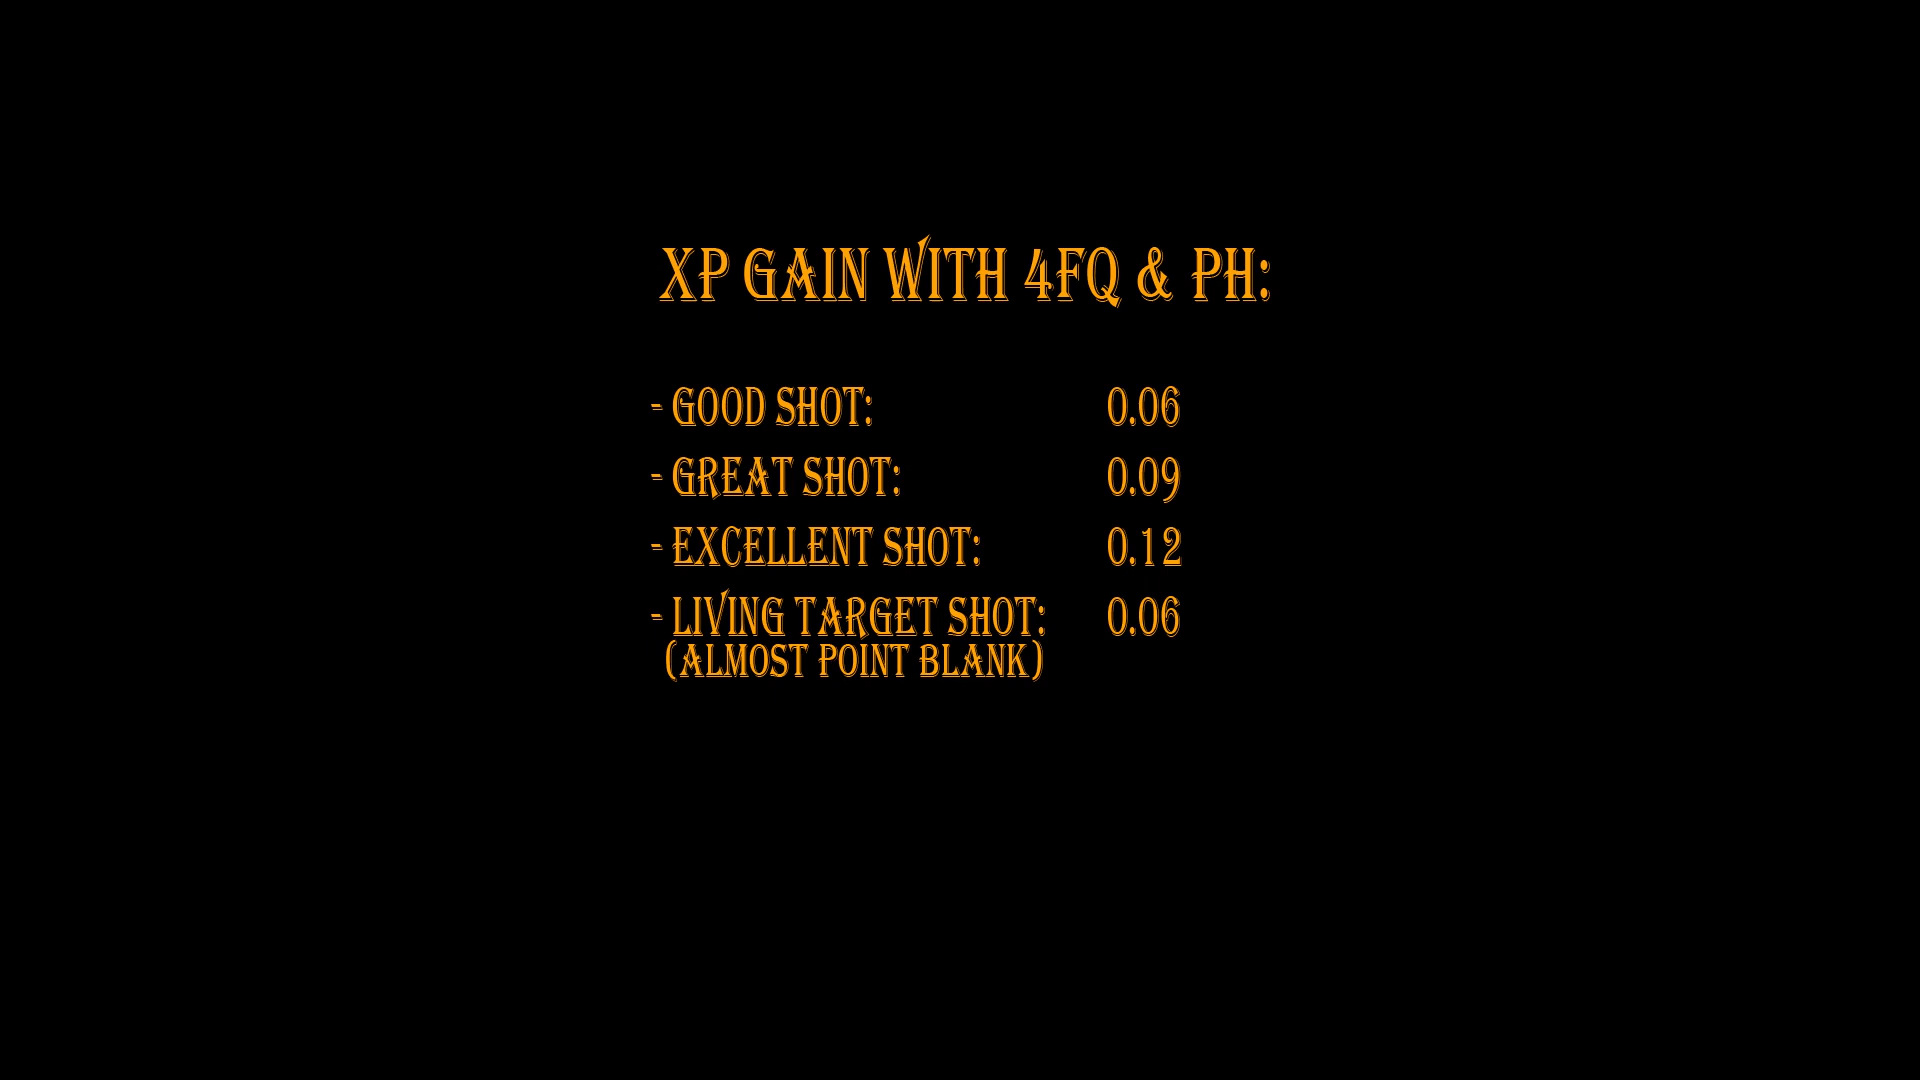 XP GAIN WITH 4FQ & PH:
- GOOD SHOT: 0.06
- GREAT SHOT: 0.09
- EXCELLENT SHOT: 0.12
- LIVING TARGET SHOT: 0.06
(ALMOST POINT BLANK)